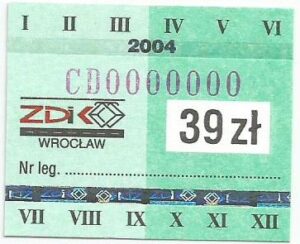 I II III IV V VI
2004
CD0000000
ZDiK
WROCŁAW
39 zł
Nr leg.
VII VIII IX X XI XII